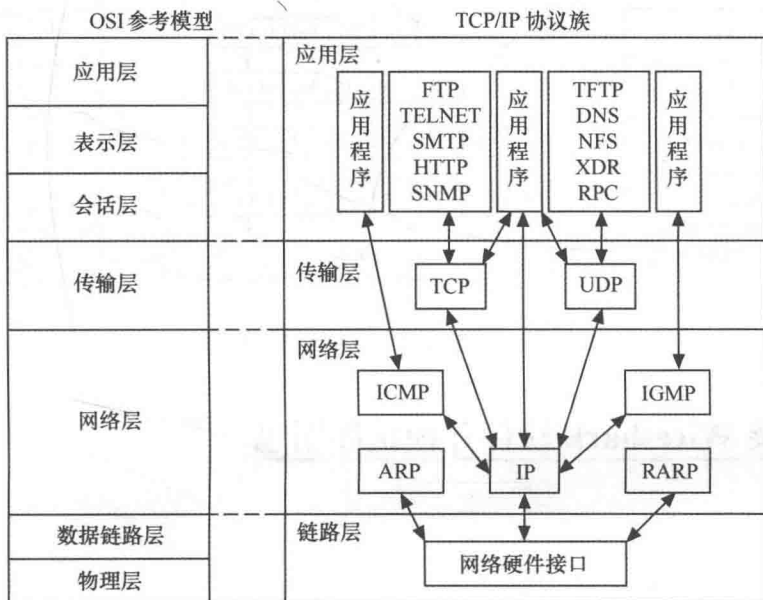 OSI 参考模型
TCP/IP 协议族
应用层
表示层
会话层
传输层
网络层
数据链路层
物理层
应用层
应用程序
FTP
TELNET
SMTP
HTTP
SNMP
应用程序
TFTP
DNS
NFS
XDR
RPC
应用程序
传输层
TCP
UDP
网络层
ICMP
IGMP
ARP
IP
RARP
链路层
网络硬件接口